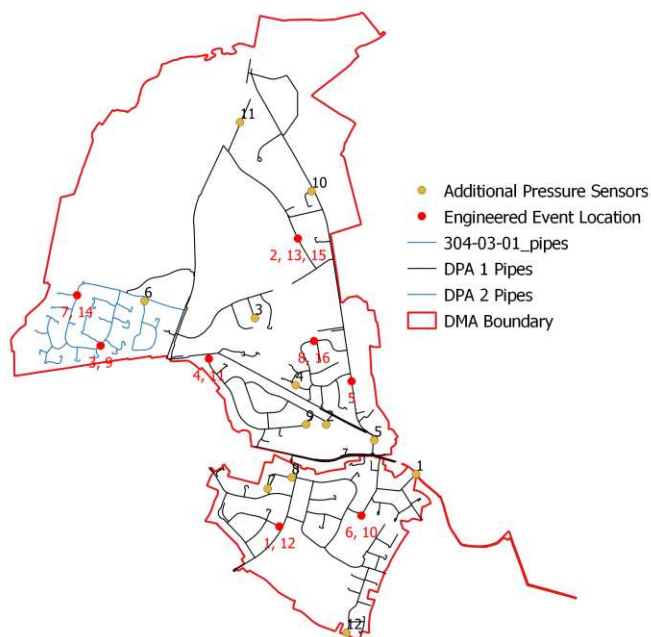 11
10
2, 13, 15
Additional Pressure Sensors
Engineered Event Location
304-03-01_pipes
DPA 1 Pipes
DPA 2 Pipes
DMA Boundary
6
7, 14
3
3, 9
8, 16
4, 11
4
5
9
2
5
8
7
1
6, 10
1, 12
12